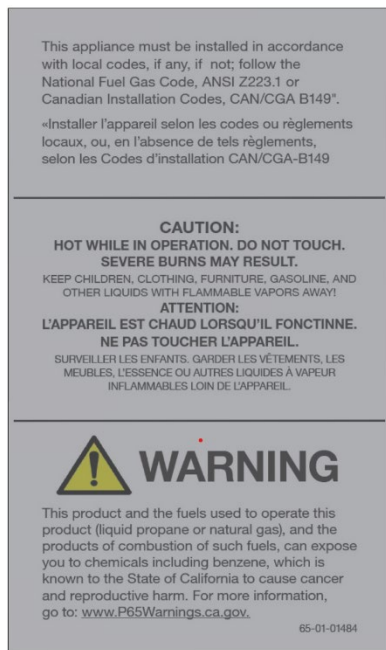 This appliance must be installed in accordance
with local codes, if any, if not; follow the
National Fuel Gas Code, ANSI Z223.1 or
Canadian Installation Codes, CAN/CGA B149".
«Installer l'appareil selon les codes ou règlements
locaux, ou, en l'absence de tels règlements,
selon les Codes d'installation CAN/CGA-B149
CAUTION:
HOT WHILE IN OPERATION. DO NOT TOUCH.
SEVERE BURNS MAY RESULT.
KEEP CHILDREN, CLOTHING, FURNITURE, GASOLINE, AND
OTHER LIQUIDS WITH FLAMMABLE VAPORS AWAY!
ATTENTION:
L'APPAREIL EST CHAUD LORSQU'IL FONCTINNE.
NE PAS TOUCHER L'APPAREIL.
SURVEILLER LES ENFANTS. GARDER LES VÊTEMENTS, LES
MEUBLES, L'ESSENCE OU AUTRES LIQUIDES À VAPEUR
INFLAMMABLES LOIN DE L'APPAREIL.
WARNING
This product and the fuels used to operate this
product (liquid propane or natural gas), and the
products of combustion of such fuels, can expose
you to chemicals including benzene, which is
known to the State of California to cause cancer
and reproductive harm. For more information,
go to: www.P65Warnings.ca.gov.
65-01-01484